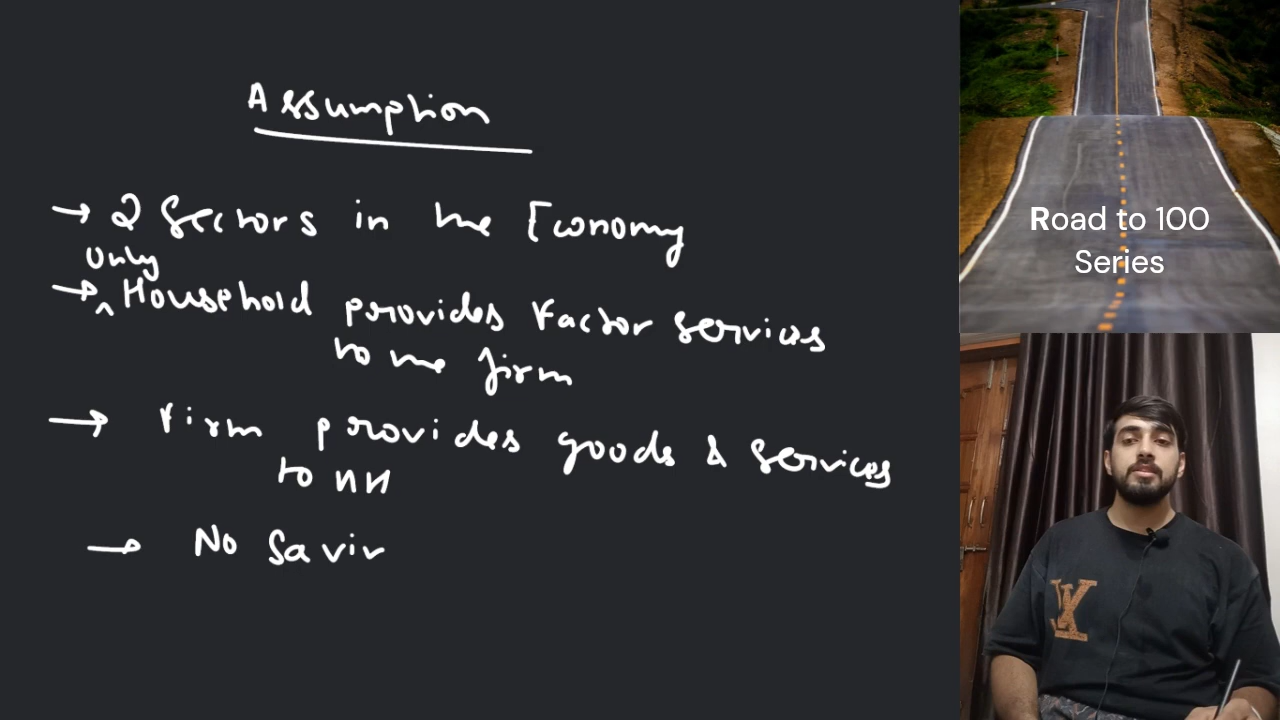 Assumption
→ 2 Sectors in the Economy
only
→ ^ Household provides Factor services
to the firm
→ Firm provides goods & services
to HH
→ No Savin
Road to 100
Series